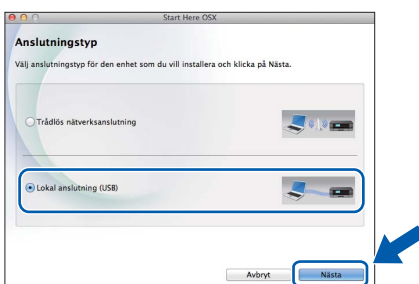 Start Here OSX
Anslutningstyp
Välj anslutningstyp för den enhet som du vill installera och klicka på Nästa.
Trådlös nätverksanslutning
Lokal anslutning (USB)
Avbryt Nästa